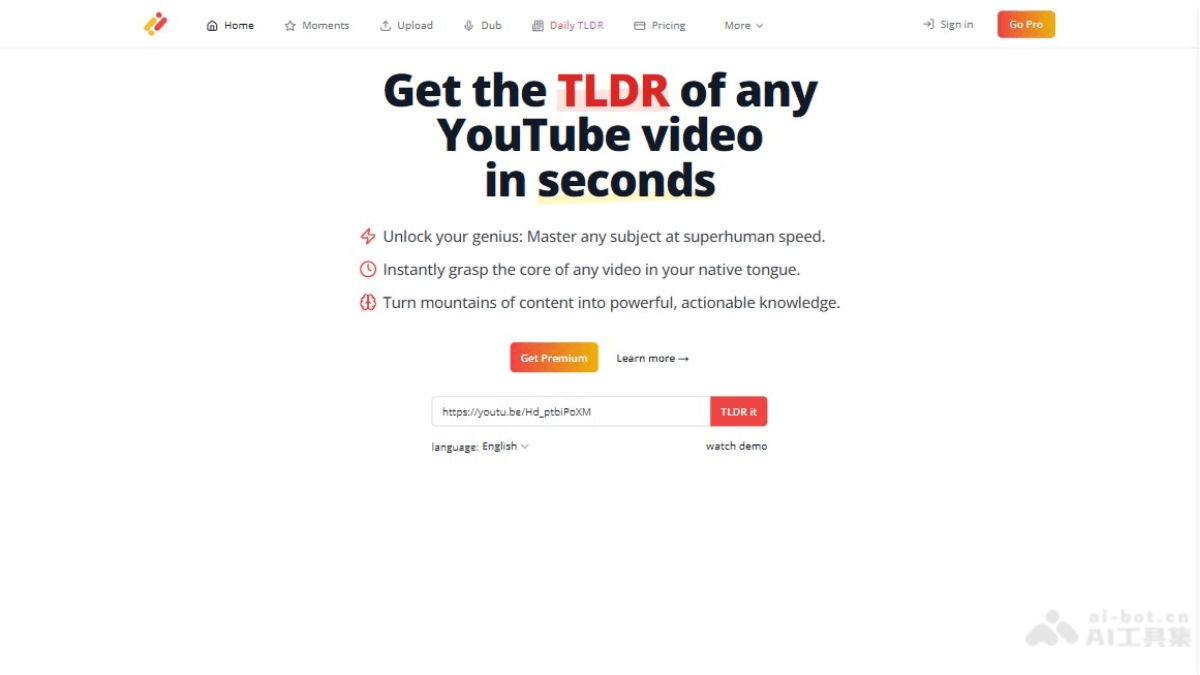 Home Moments Upload Dub Daily TLDR Pricing More Sign in Go Pro
Get the TLDR of any
YouTube video
in seconds
Unlock your genius: Master any subject at superhuman speed.
Instantly grasp the core of any video in your native tongue.
Turn mountains of content into powerful, actionable knowledge.
Get Premium Learn more →
https://youtu.be/Hd_ptbiPoXM TLDR it
language: English watch demo
ai-bot.cn
AI工具集